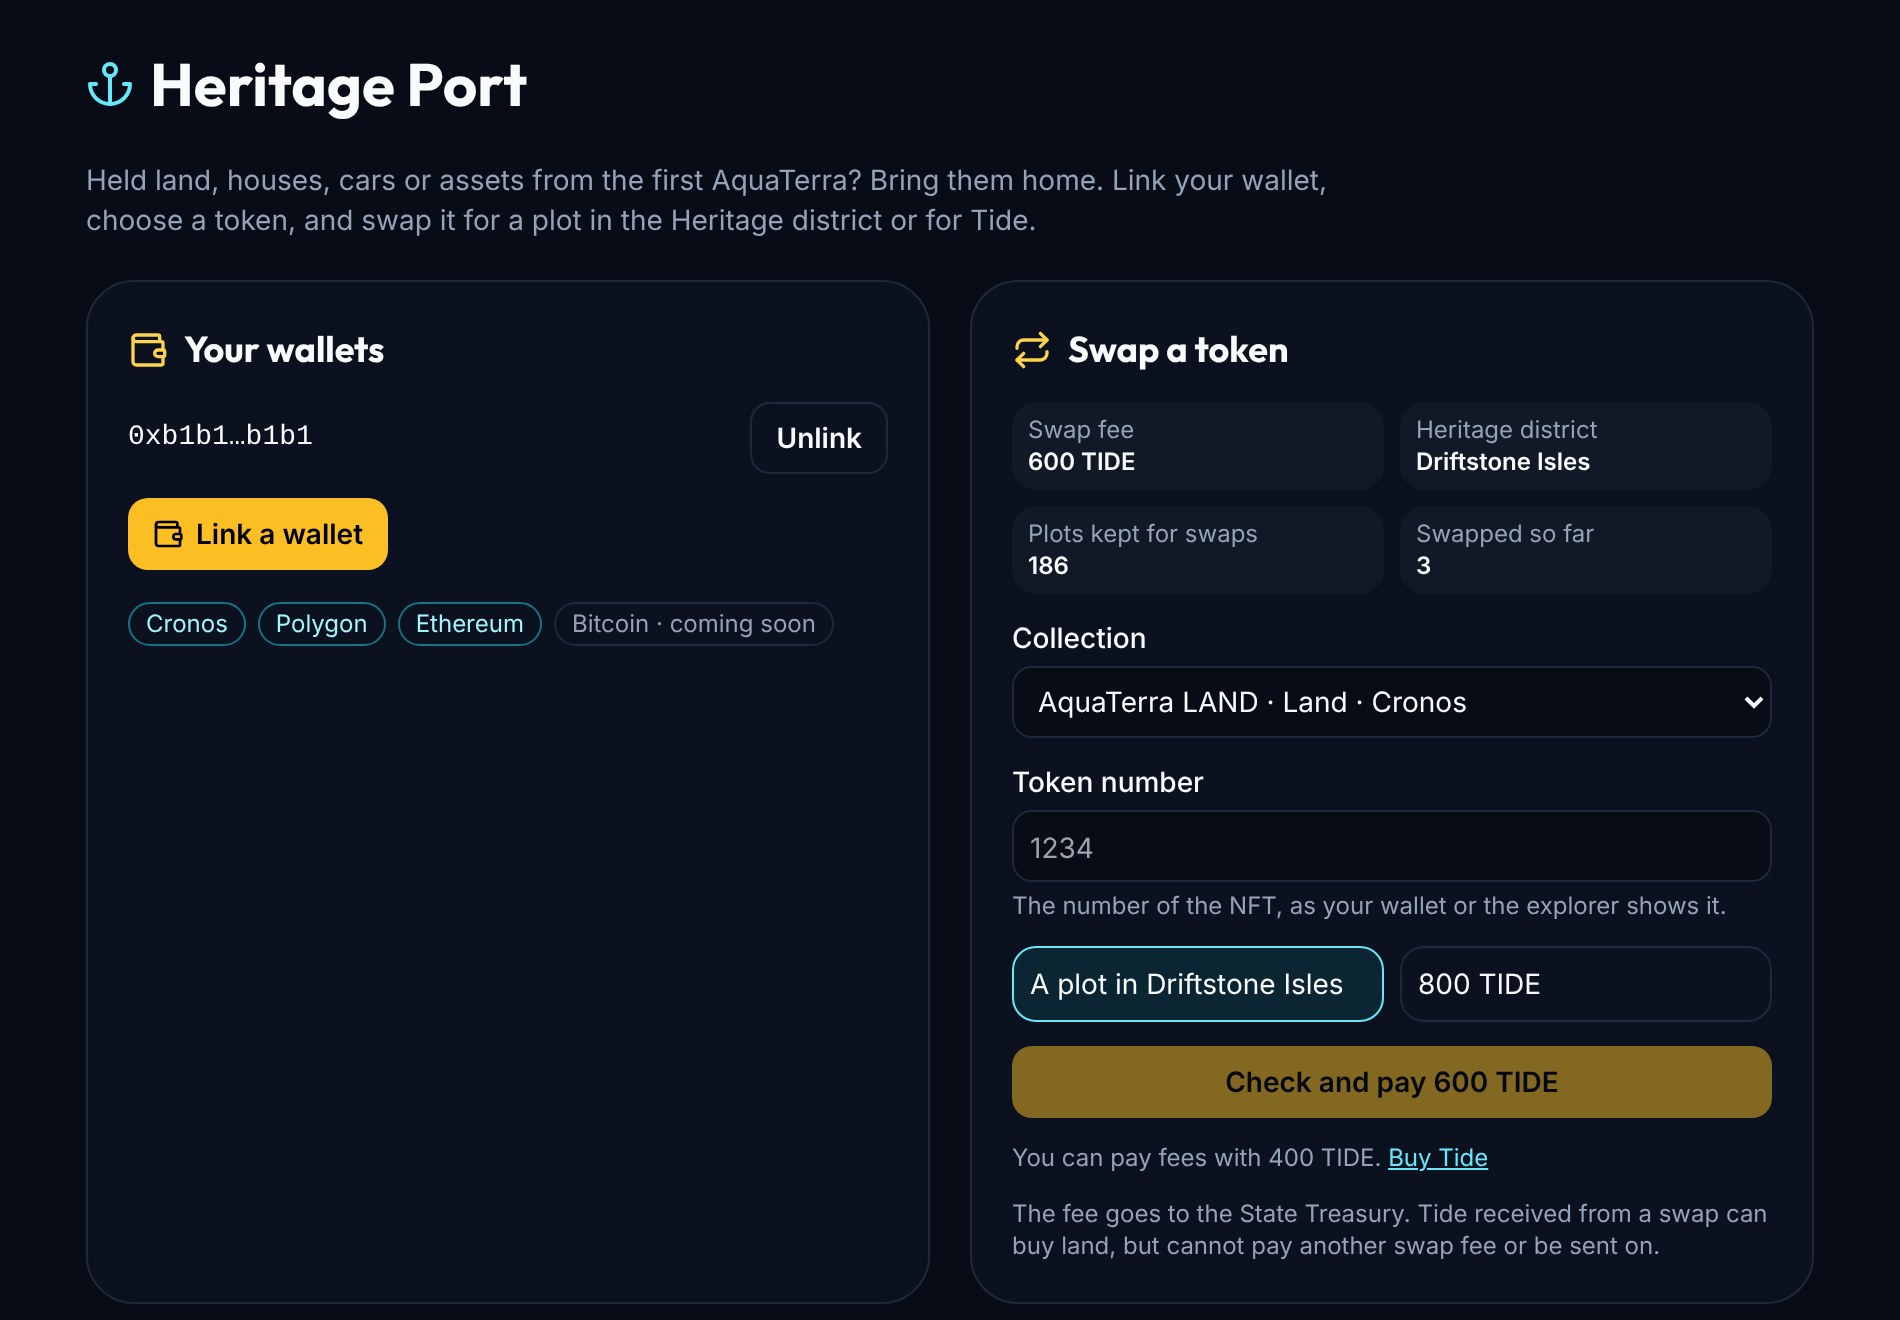 Heritage Port
Held land, houses, cars or assets from the first AquaTerra? Bring them home. Link your wallet,
choose a token, and swap it for a plot in the Heritage district or for Tide.
Your wallets
0xb1b1…b1b1
Unlink
Link a wallet
Cronos
Polygon
Ethereum
Bitcoin · coming soon
Swap a token
Swap fee
600 TIDE
Heritage district
Driftstone Isles
Plots kept for swaps
186
Swapped so far
3
Collection
AquaTerra LAND · Land · Cronos
Token number
1234
The number of the NFT, as your wallet or the explorer shows it.
A plot in Driftstone Isles
800 TIDE
Check and pay 600 TIDE
You can pay fees with 400 TIDE. Buy Tide
The fee goes to the State Treasury. Tide received from a swap can
buy land, but cannot pay another swap fee or be sent on.